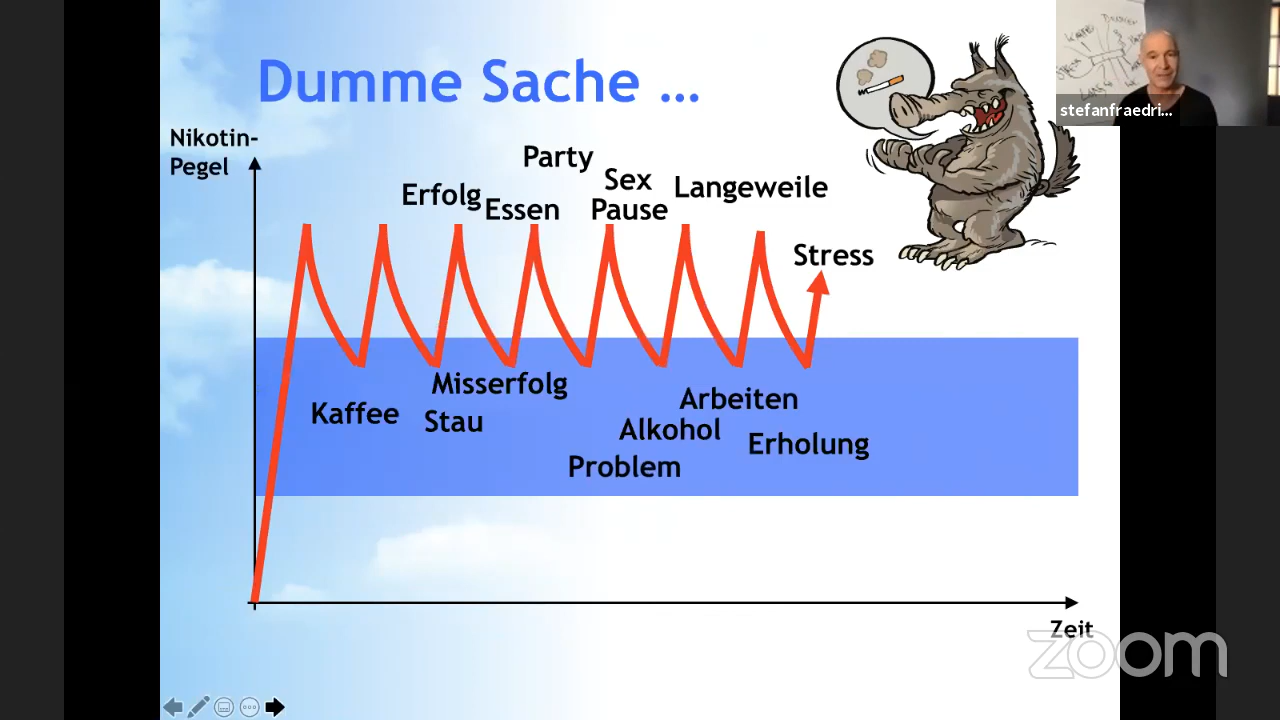 Dumme Sache ...
stefanfraedri...
Nikotin-
Pegel
Party
Erfolg
Essen
Sex
Pause
Langeweile
Stress
Misserfolg
Kaffee
Stau
Arbeiten
Alkohol
Erholung
Problem
Zeit
zoom